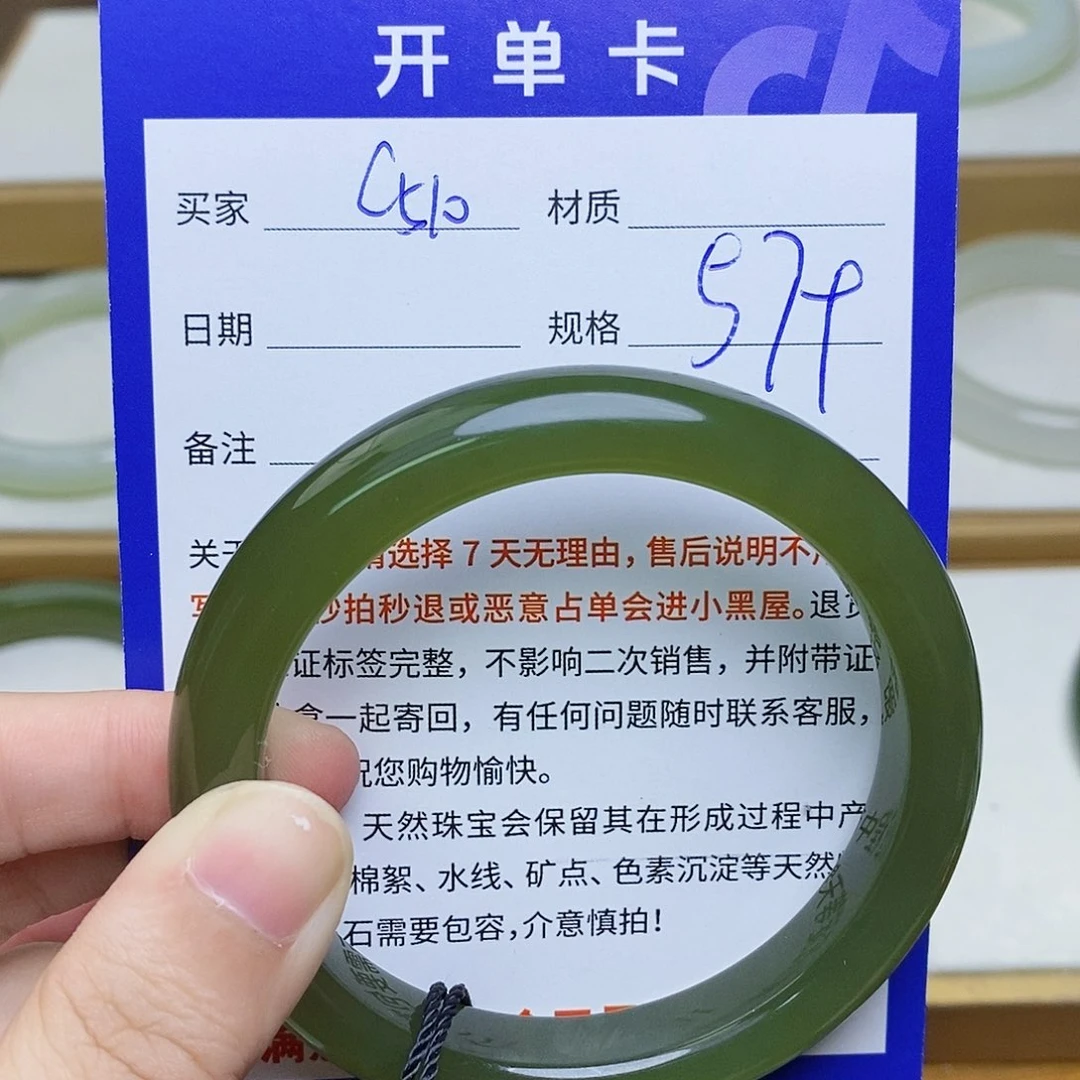 开单卡
买家 C510 材质
日期 规格 57+
备注
关于 请选择 7 天无理由，售后说明不
秒拍秒退或恶意占单会进小黑屋。退货
证标签完整，不影响二次销售，并附带证
盒一起寄回，有任何问题随时联系客服，
祝您购物愉快。
天然珠宝会保留其在形成过程中产
棉絮、水线、矿点、色素沉淀等天然
石需要包容，介意慎拍！
满